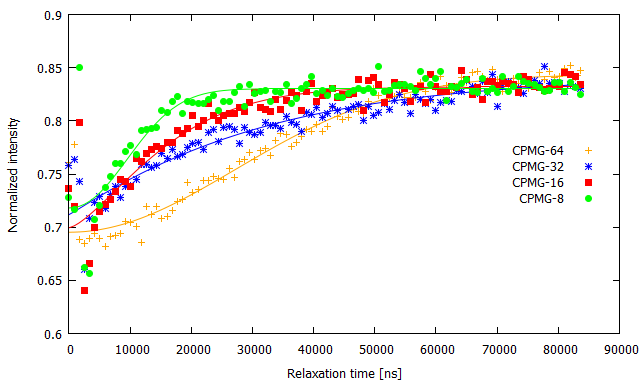 0.9
0.85
0.8
0.75
0.7
0.65
0.6
Normalized intensity
CPMG-64
CPMG-32
CPMG-16
CPMG-8
0 10000 20000 30000 40000 50000 60000 70000 80000 90000
Relaxation time [ns]